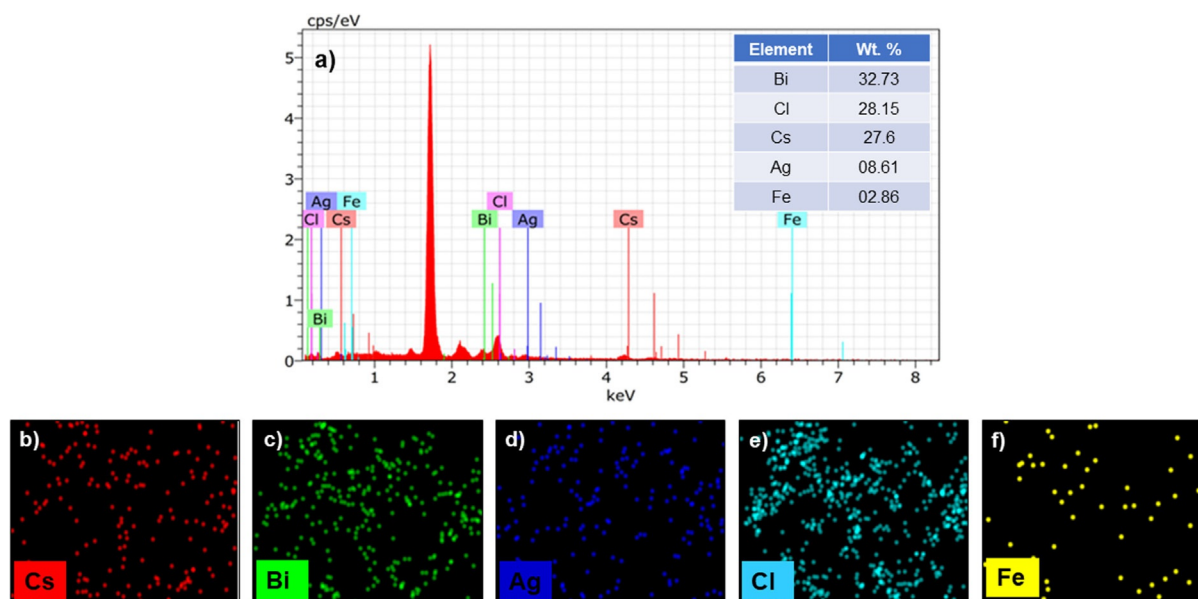 cps/eV
a)
Element Wt. %
Bi 32.73
Cl 28.15
Cs 27.6
Ag 08.61
Fe 02.86
5
4
3
2
1
0
Ag Fe Cl
Cl Cs Bi Ag Cs Fe
Bi
1 2 3 4 5 6 7 8
keV
b) c) d) e) f)
Cs Bi Ag Cl Fe